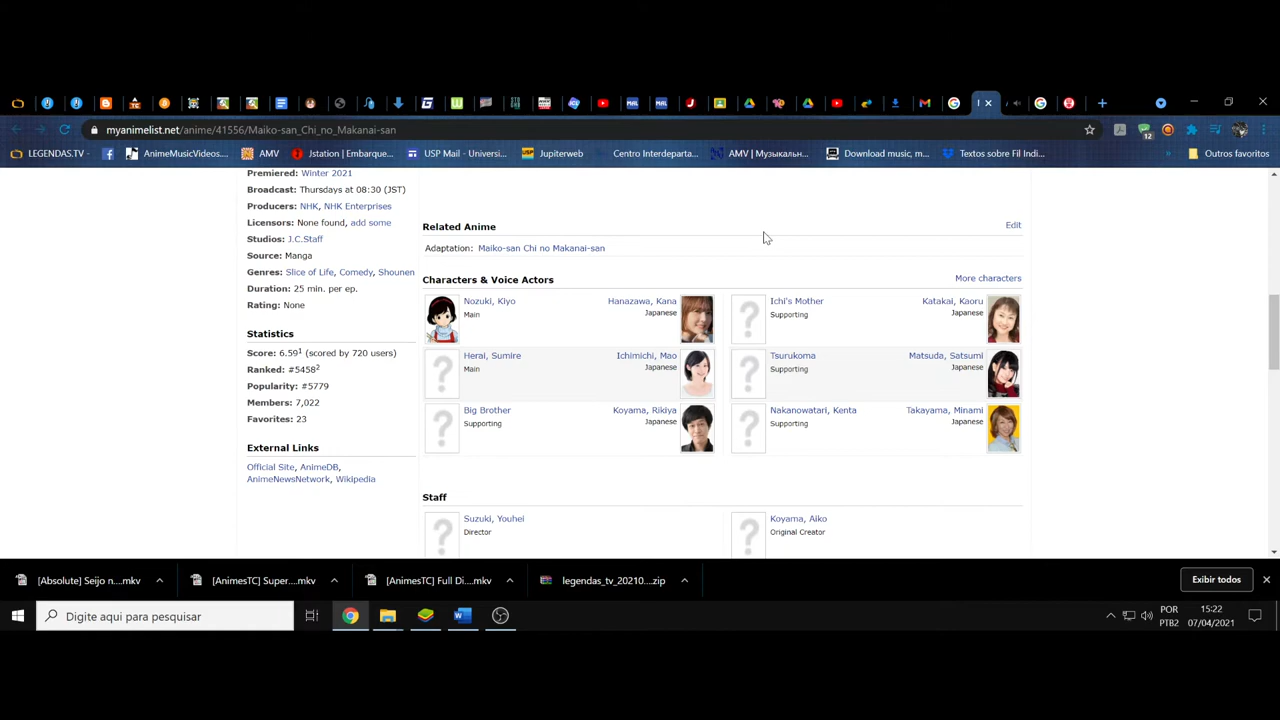 myanimelist.net/anime/41556/Maiko-san_Chi_no_Makanai-san
12
LEGENDAS.TV - AnimeMusicVideos... AMV Jstation | Embarque... USP Mail - Universi... Jupiterweb Centro Interdeparta... AMV | Музыкальн... Download music, m... Textos sobre Fil Indi... » Outros favoritos
Premiered: Winter 2021
Broadcast: Thursdays at 08:30 (JST)
Producers: NHK, NHK Enterprises
Licensors: None found, add some
Studios: J.C.Staff
Source: Manga
Genres: Slice of Life, Comedy, Shounen
Duration: 25 min. per ep.
Rating: None
Statistics
Score: 6.59¹ (scored by 720 users)
Ranked: #5458²
Popularity: #5779
Members: 7,022
Favorites: 23
External Links
Official Site, AnimeDB,
AnimeNewsNetwork, Wikipedia
Related Anime Edit
Adaptation: Maiko-san Chi no Makanai-san
Characters & Voice Actors More characters
Nozuki, Kiyo Hanazawa, Kana Ichi's Mother Katakai, Kaoru
Main Japanese Supporting Japanese
Herai, Sumire Ichimichi, Mao Tsurukoma Matsuda, Satsumi
Main Japanese Supporting Japanese
Big Brother Koyama, Rikiya Nakanowatari, Kenta Takayama, Minami
Supporting Japanese Supporting Japanese
Staff
Suzuki, Youhei Koyama, Aiko
Director Original Creator
[Absolute] Seijo n....mkv [AnimesTC] Super....mkv [AnimesTC] Full Di....mkv legendas_tv_20210....zip Exibir todos
Digite aqui para pesquisar
POR 15:22
PTB2 07/04/2021